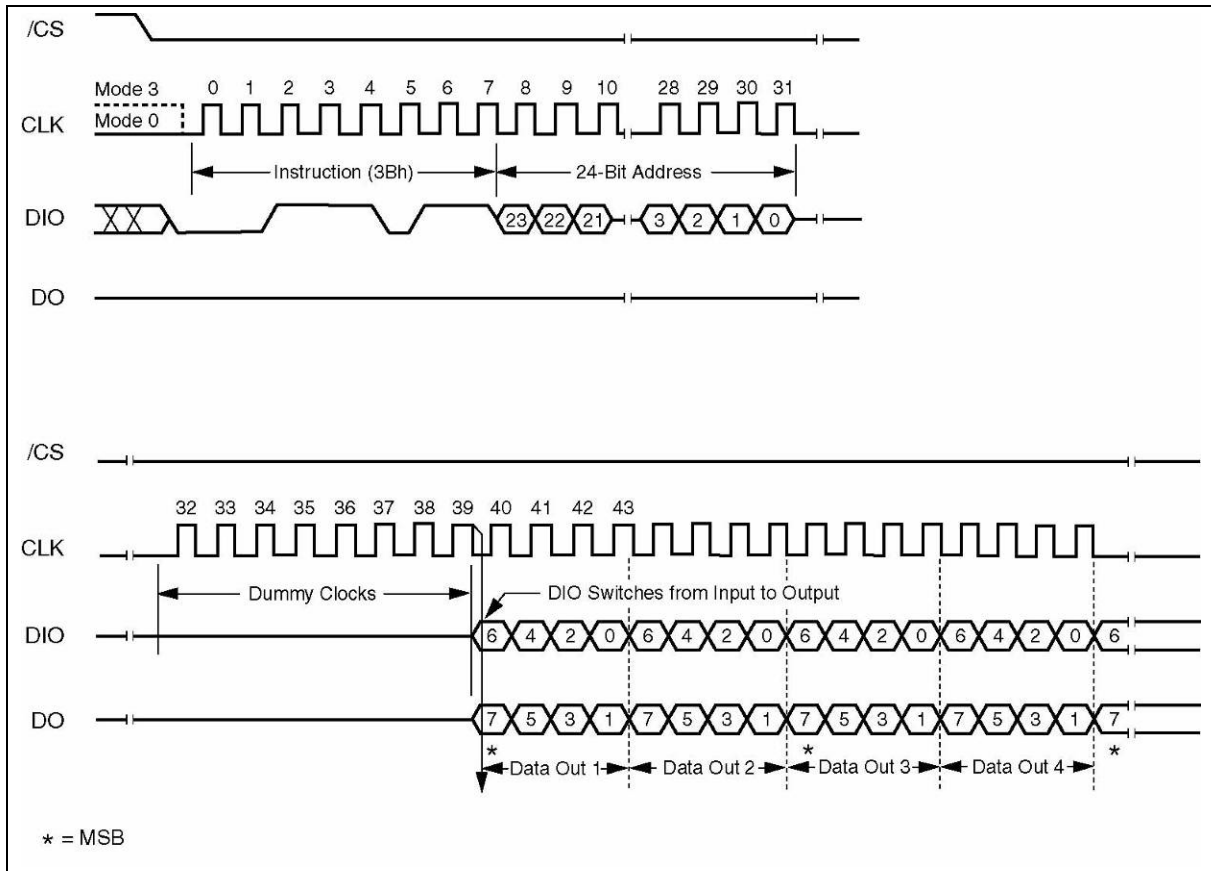 /CS
Mode 3 0 1 2 3 4 5 6 7 8 9 10 28 29 30 31
CLK Mode 0
Instruction (3Bh) 24-Bit Address
DIO 23 22 21 3 2 1 0
DO
/CS
32 33 34 35 36 37 38 39 40 41 42 43
CLK
Dummy Clocks DIO Switches from Input to Output
DIO 6 4 2 0 6 4 2 0 6 4 2 0 6 4 2 0 6
DO 7 5 3 1 7 5 3 1 7 5 3 1 7 5 3 1 7
* * *
Data Out 1 Data Out 2 Data Out 3 Data Out 4
* = MSB